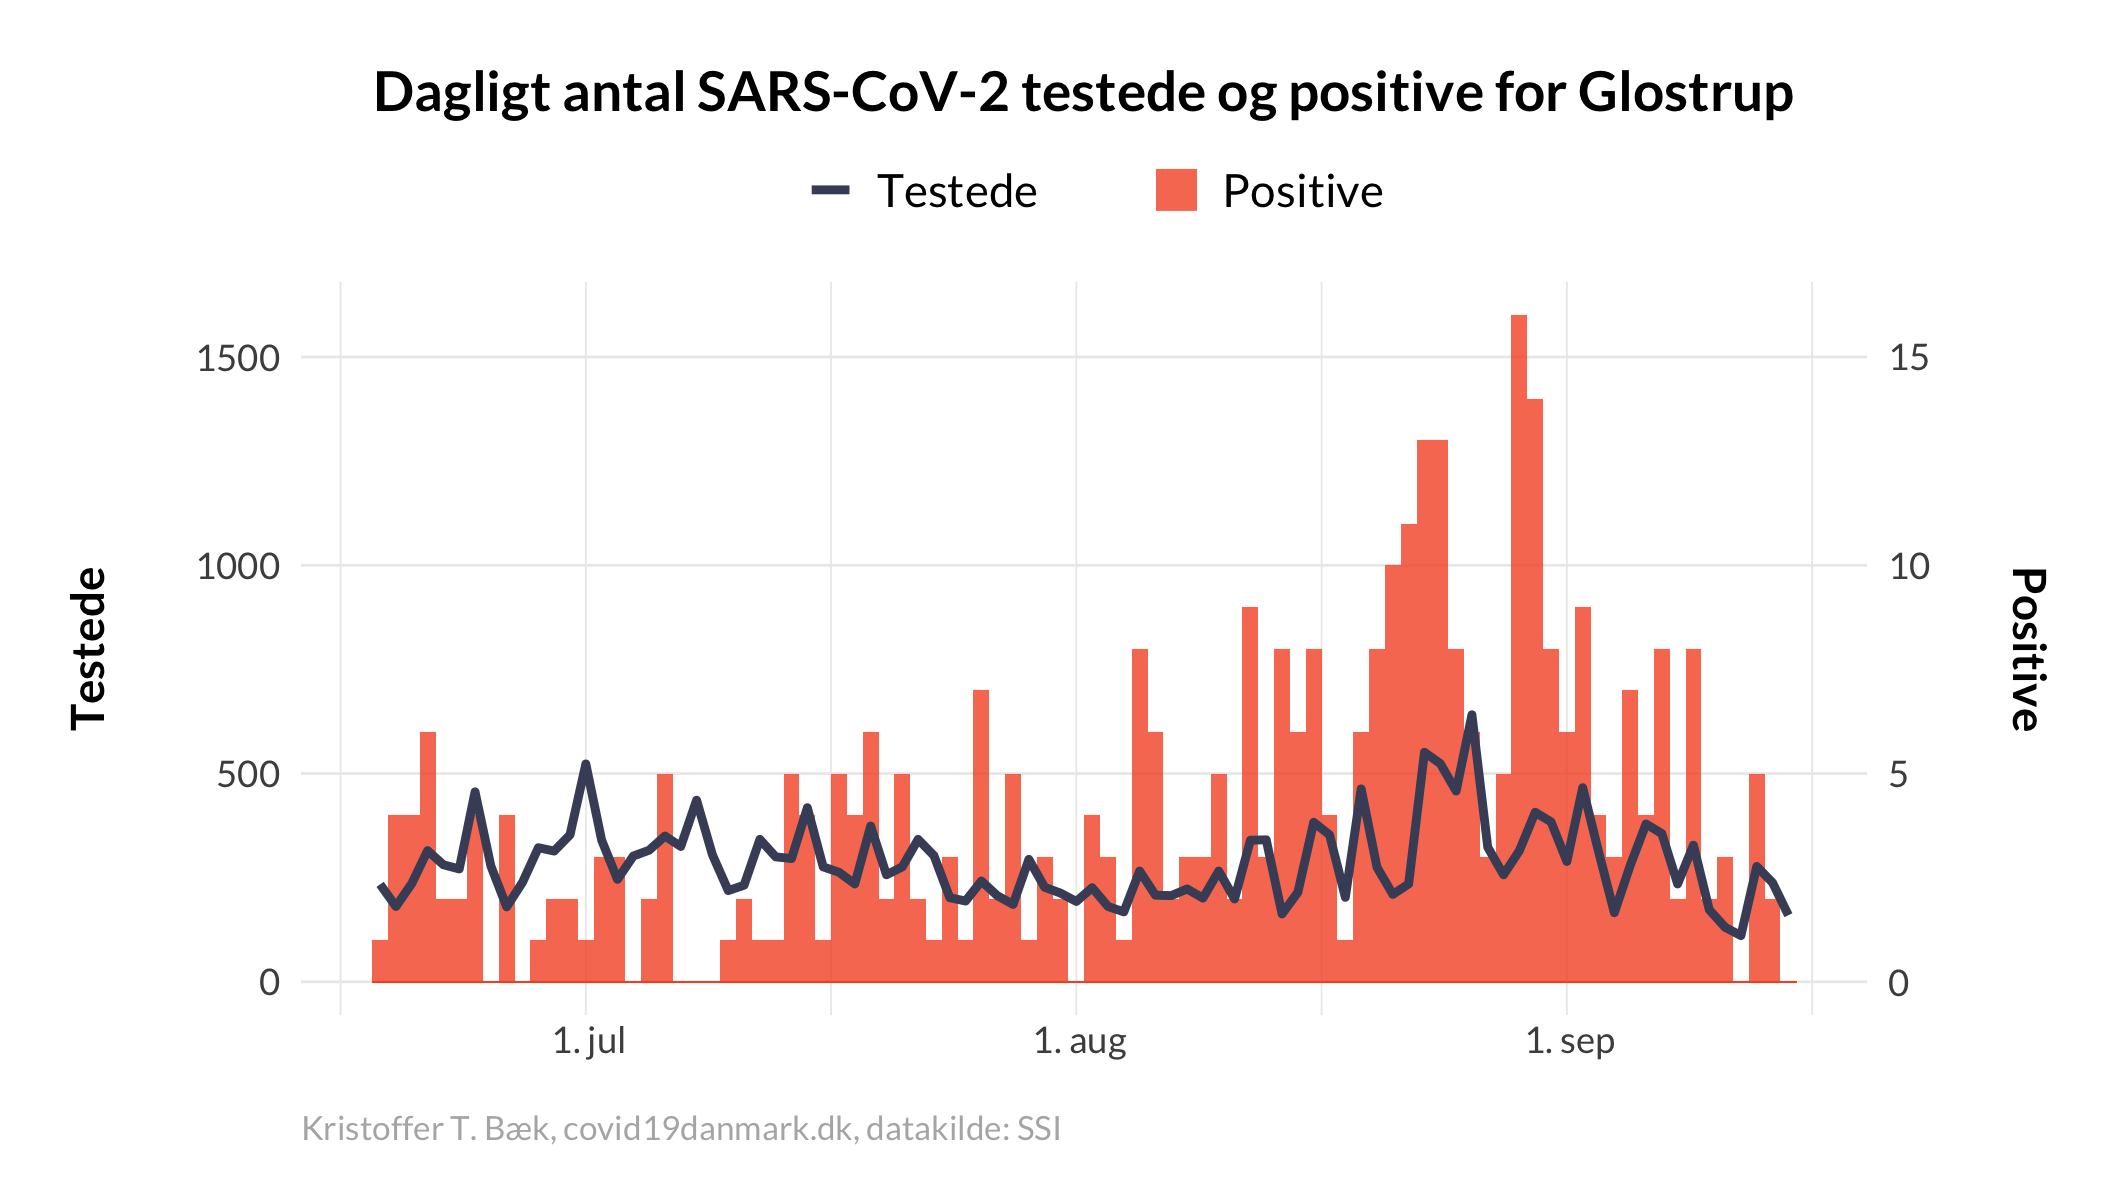 Dagligt antal SARS-CoV-2 testede og positive for Glostrup
Testede
Positive
1500
1000
500
0
Testede
15
10
5
0
Positive
1. jul
1. aug
1. sep
Kristoffer T. Bæk, covid19danmark.dk, datakilde: SSI